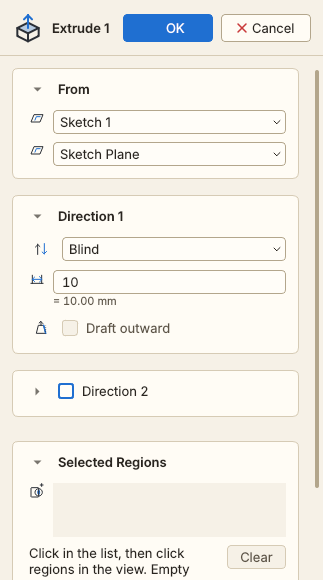 Extrude 1
OK
Cancel
From
Sketch 1
Sketch Plane
Direction 1
Blind
10
= 10.00 mm
Draft outward
Direction 2
Selected Regions
Click in the list, then click
regions in the view. Empty
Clear